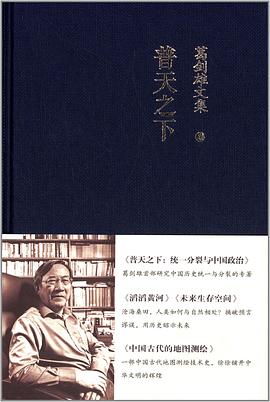 葛剑雄文集
普天之下
《普天之下：统一分裂与中国政治》
葛剑雄首部研究中国历史统一与分裂的专著
《滔滔黄河》《未来生存空间》
沧海桑田，人类如何与自然相处？揭破预言
谬误，用历史昭示未来
《中国古代的地图测绘》
一部中国古代地图测绘技术史，徐徐铺开中
华文明的辉煌